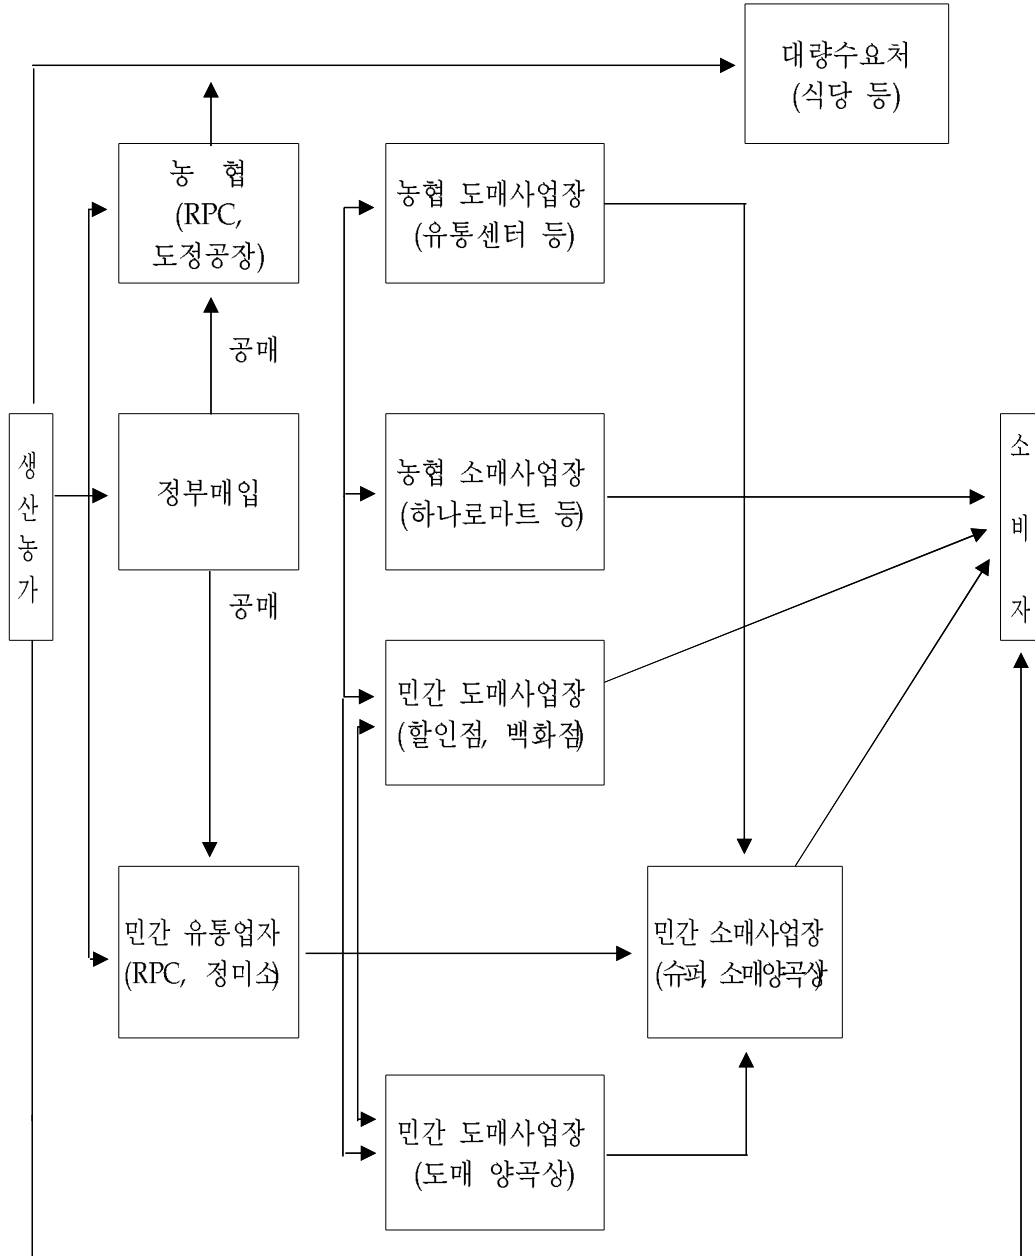 대량수요처
(식당 등)
농 협
(RPC,
도정공장)
농협 도매사업장
(유통센터 등)
공매
생
산
농
가
정부매입
농협 소매사업장
(하나로마트 등)
소
비
자
공매
민간 도매사업장
(할인점, 백화점)
민간 유통업자
(RPC, 정미소)
민간 소매사업장
(슈퍼, 소매양곡상)
민간 도매사업장
(도매 양곡상)